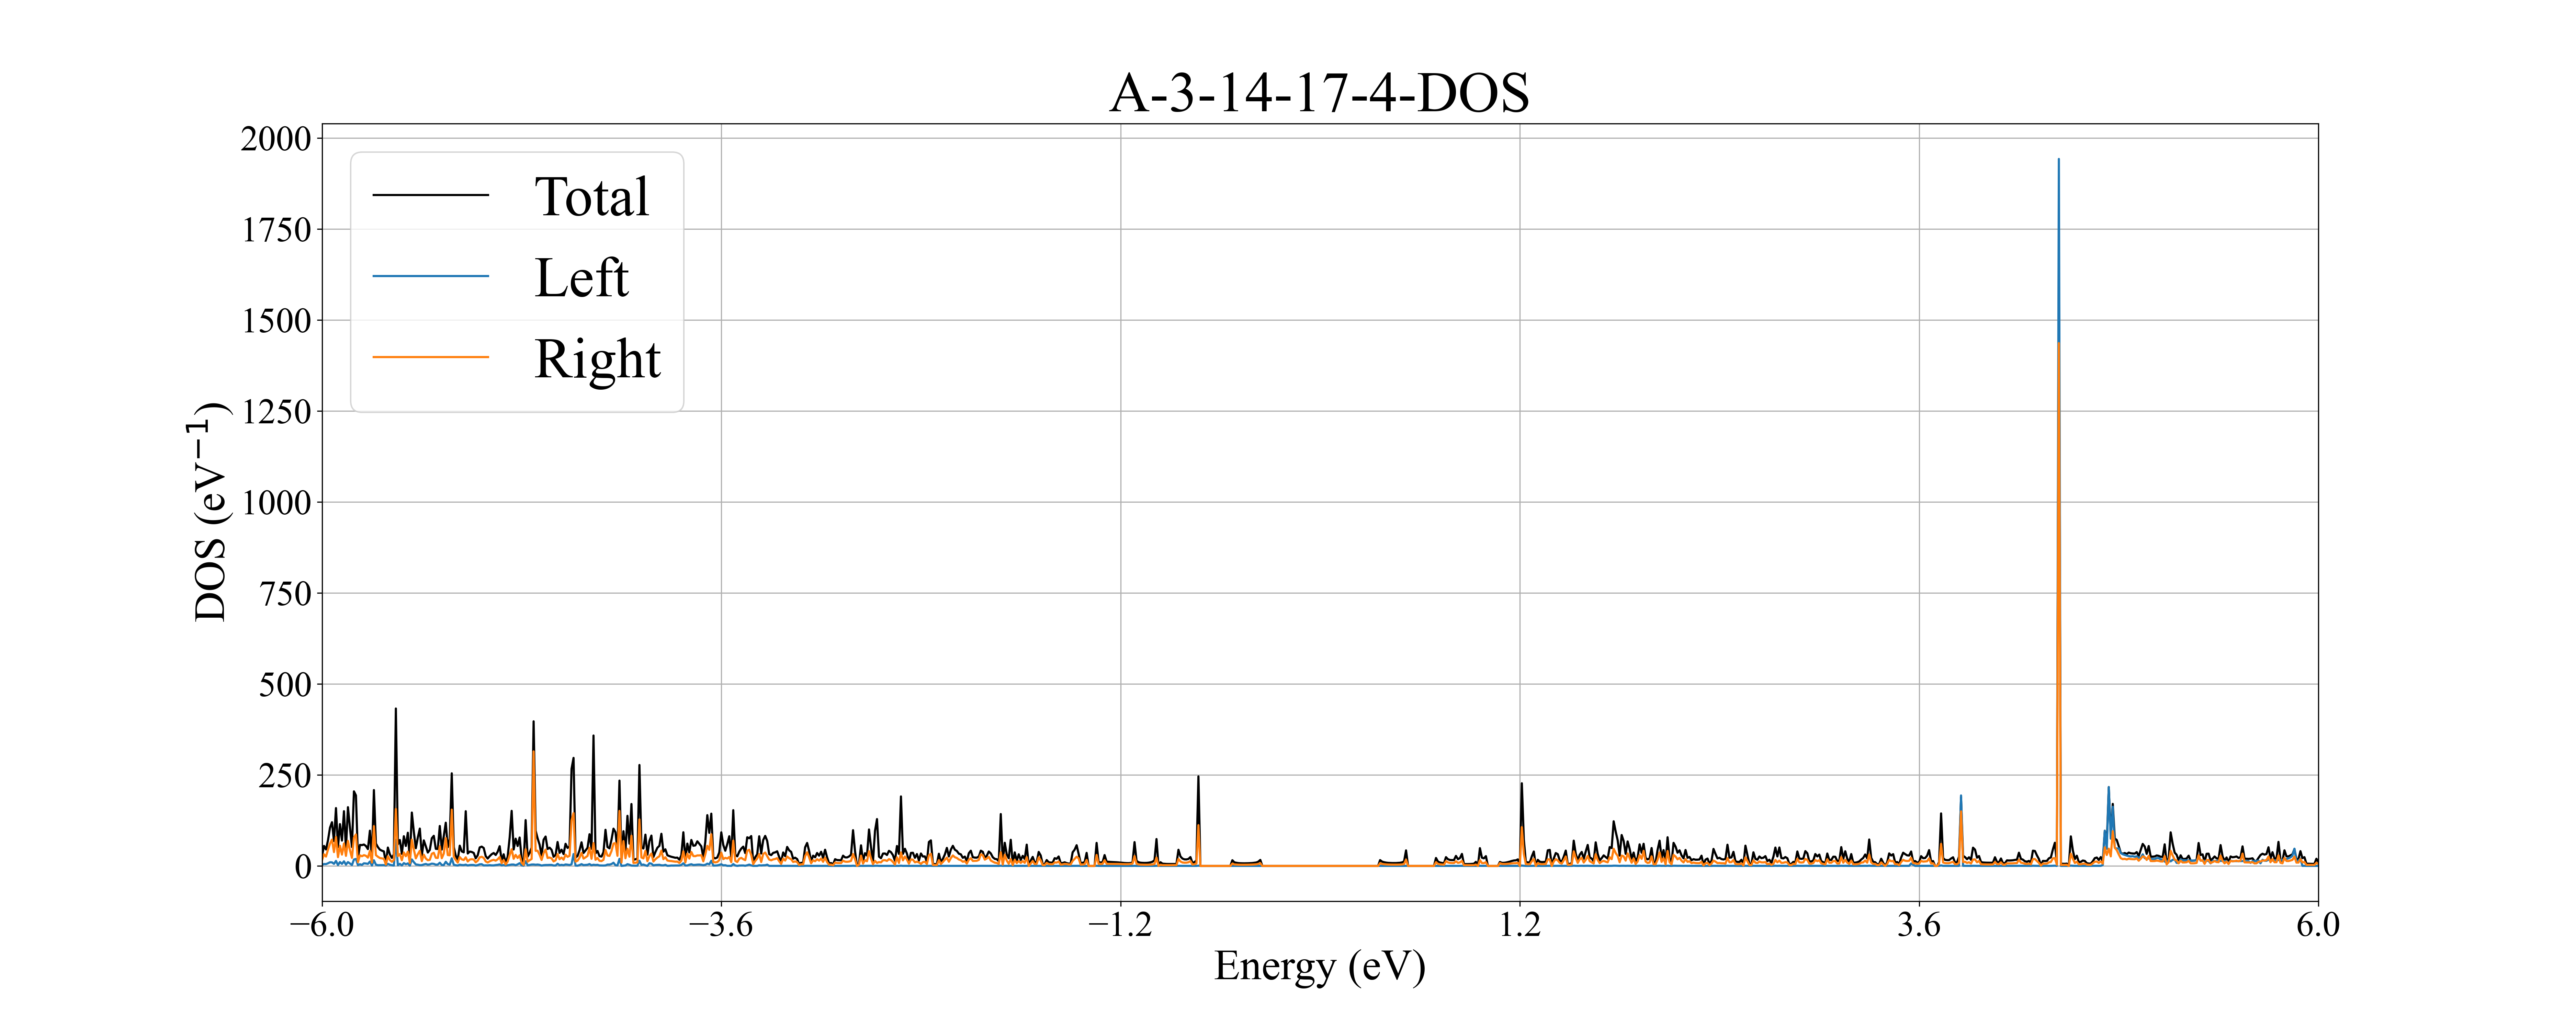 A-3-14-17-4-DOS
2000
1750
1500
1250
1000
750
500
250
0
DOS (eV⁻¹)
Total
Left
Right
−6.0 −3.6 −1.2 1.2 3.6 6.0
Energy (eV)